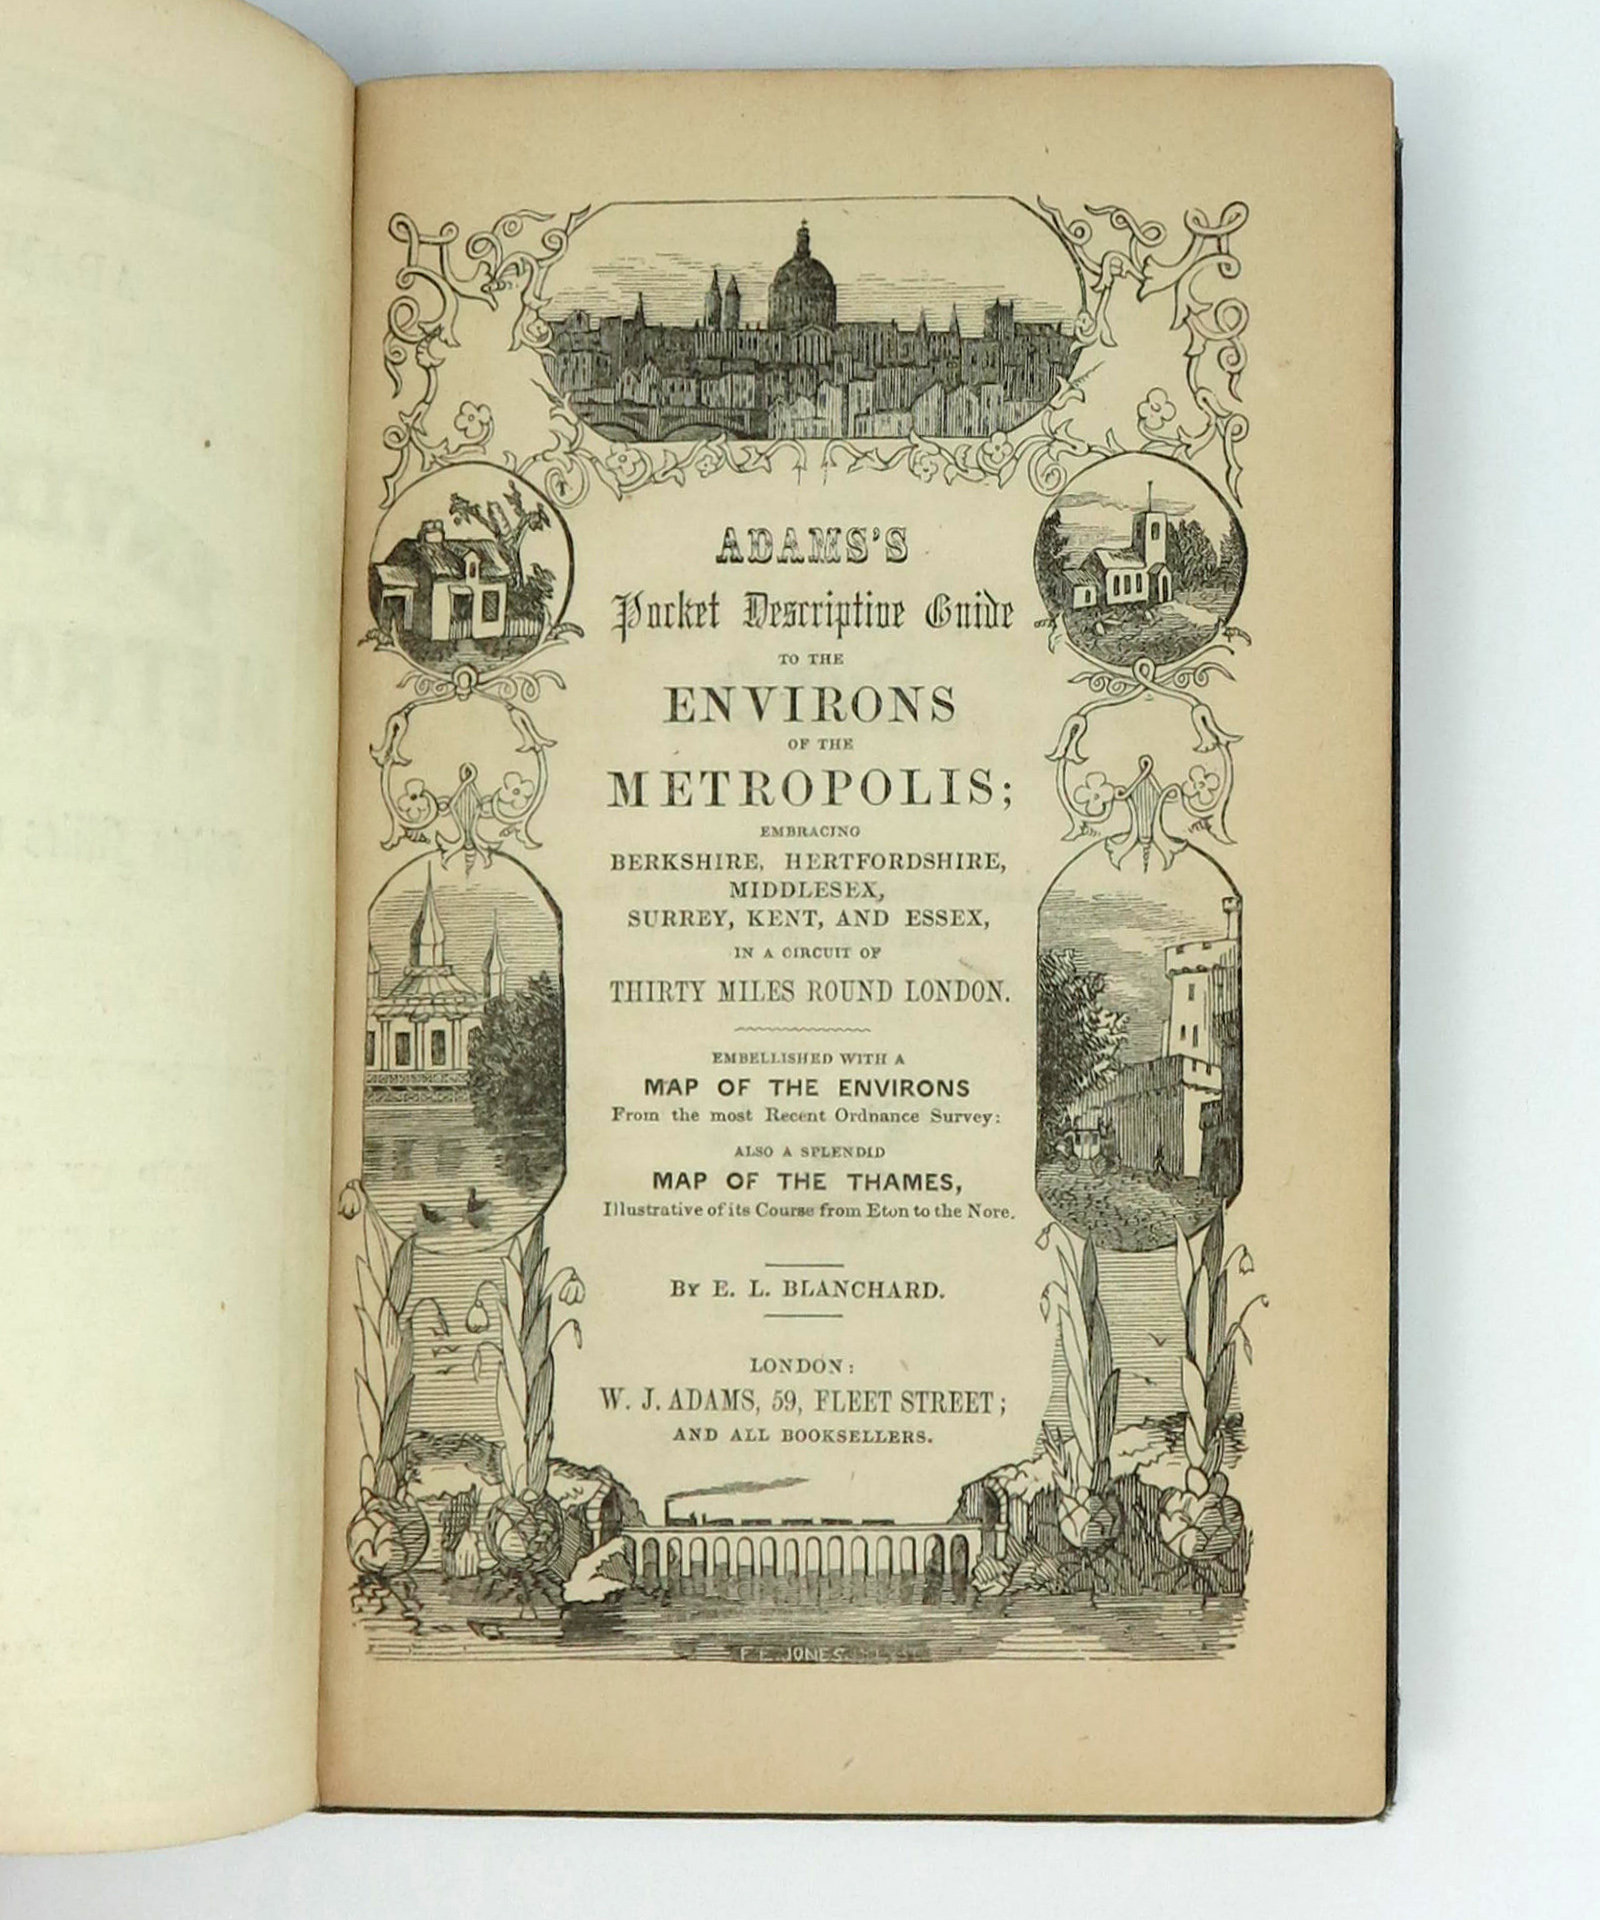 ADAMS'S
Pocket Descriptive Guide
TO THE
ENVIRONS
OF THE
METROPOLIS;
EMBRACING
BERKSHIRE, HERTFORDSHIRE,
MIDDLESEX,
SURREY, KENT, AND ESSEX,
IN A CIRCUIT OF
THIRTY MILES ROUND LONDON.
EMBELLISHED WITH A
MAP OF THE ENVIRONS
From the most Recent Ordnance Survey:
ALSO A SPLENDID
MAP OF THE THAMES,
Illustrative of its Course from Eton to the Nore.
BY E. L. BLANCHARD.
LONDON:
W. J. ADAMS, 59, FLEET STREET;
AND ALL BOOKSELLERS.
JONES